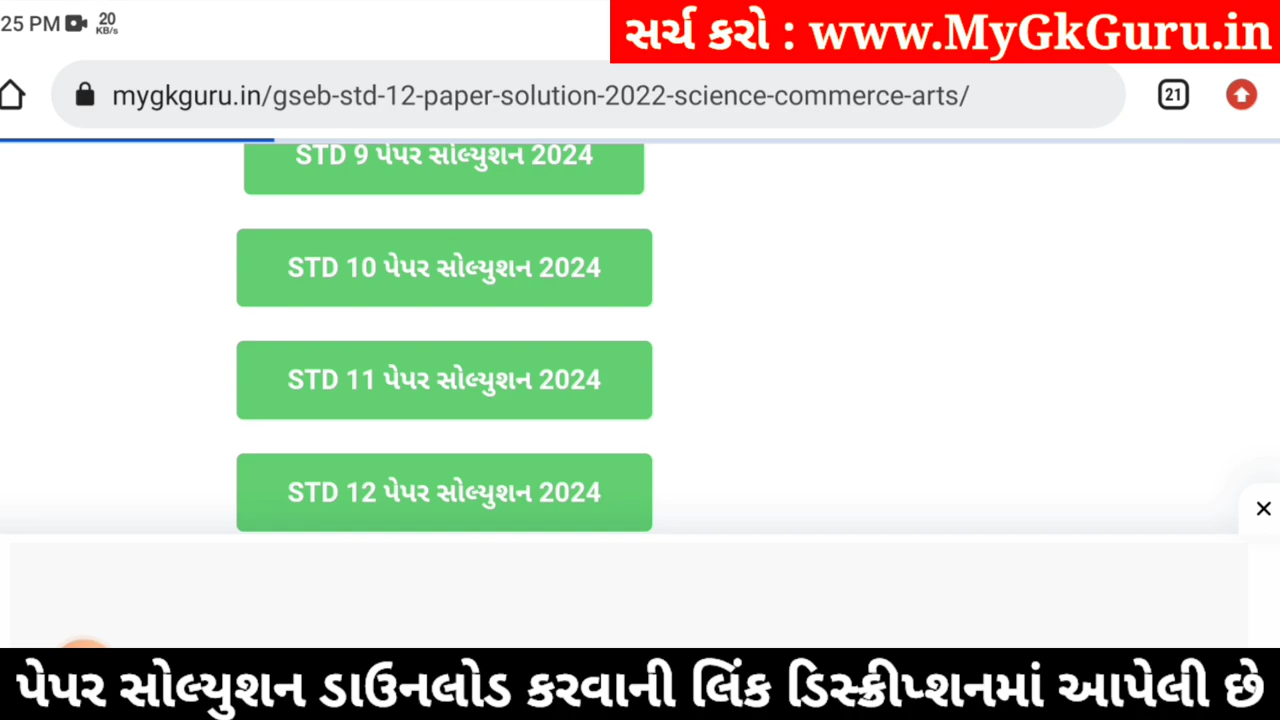 25 PM 20 KB/s
સર્ચ કરો : www.MyGkGuru.in
mygkguru.in/gseb-std-12-paper-solution-2022-science-commerce-arts/
21
STD 9 પેપર સોલ્યુશન 2024
STD 10 પેપર સોલ્યુશન 2024
STD 11 પેપર સોલ્યુશન 2024
STD 12 પેપર સોલ્યુશન 2024
પેપર સોલ્યુશન ડાઉનલોડ કરવાની લિંક ડિસ્ક્રીપ્શનમાં આપેલી છે